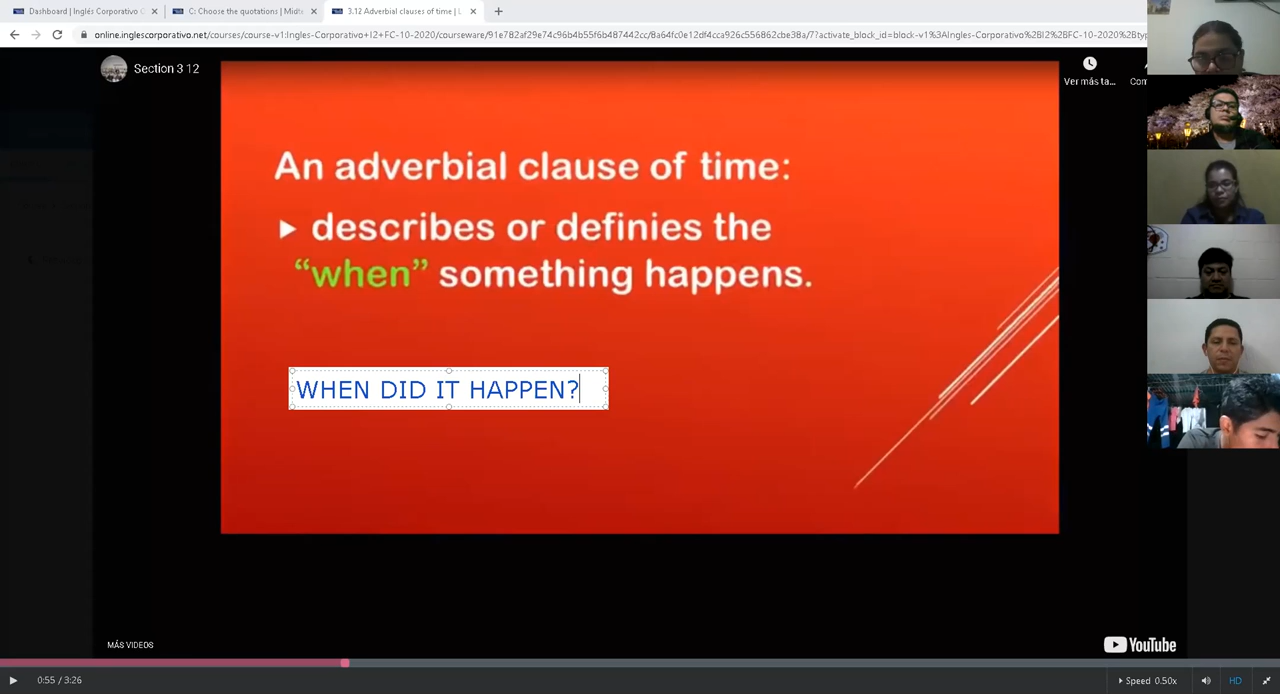 Dashboard | Inglés Corporativo
C: Choose the quotations | Midte
3.12 Adverbial clauses of time | L
online.inglescorporativo.net/courses/course-v1:Ingles-Corporativo+I2+FC-10-2020/courseware/91e782af29e74c96b4b55f6b487442cc/8a64fc0e12df4cca926c556862cbe38a/7?activate_block_id=block-v1%3AIngles-Corporativo%2BI2%2BFC-10-2020%2Btyp
Section 3 12
Ver más ta...
An adverbial clause of time:
describes or definies the
“when” something happens.
WHEN DID IT HAPPEN?
MÁS VIDEOS
YouTube
0:55 / 3:26
Speed 0.50x
HD